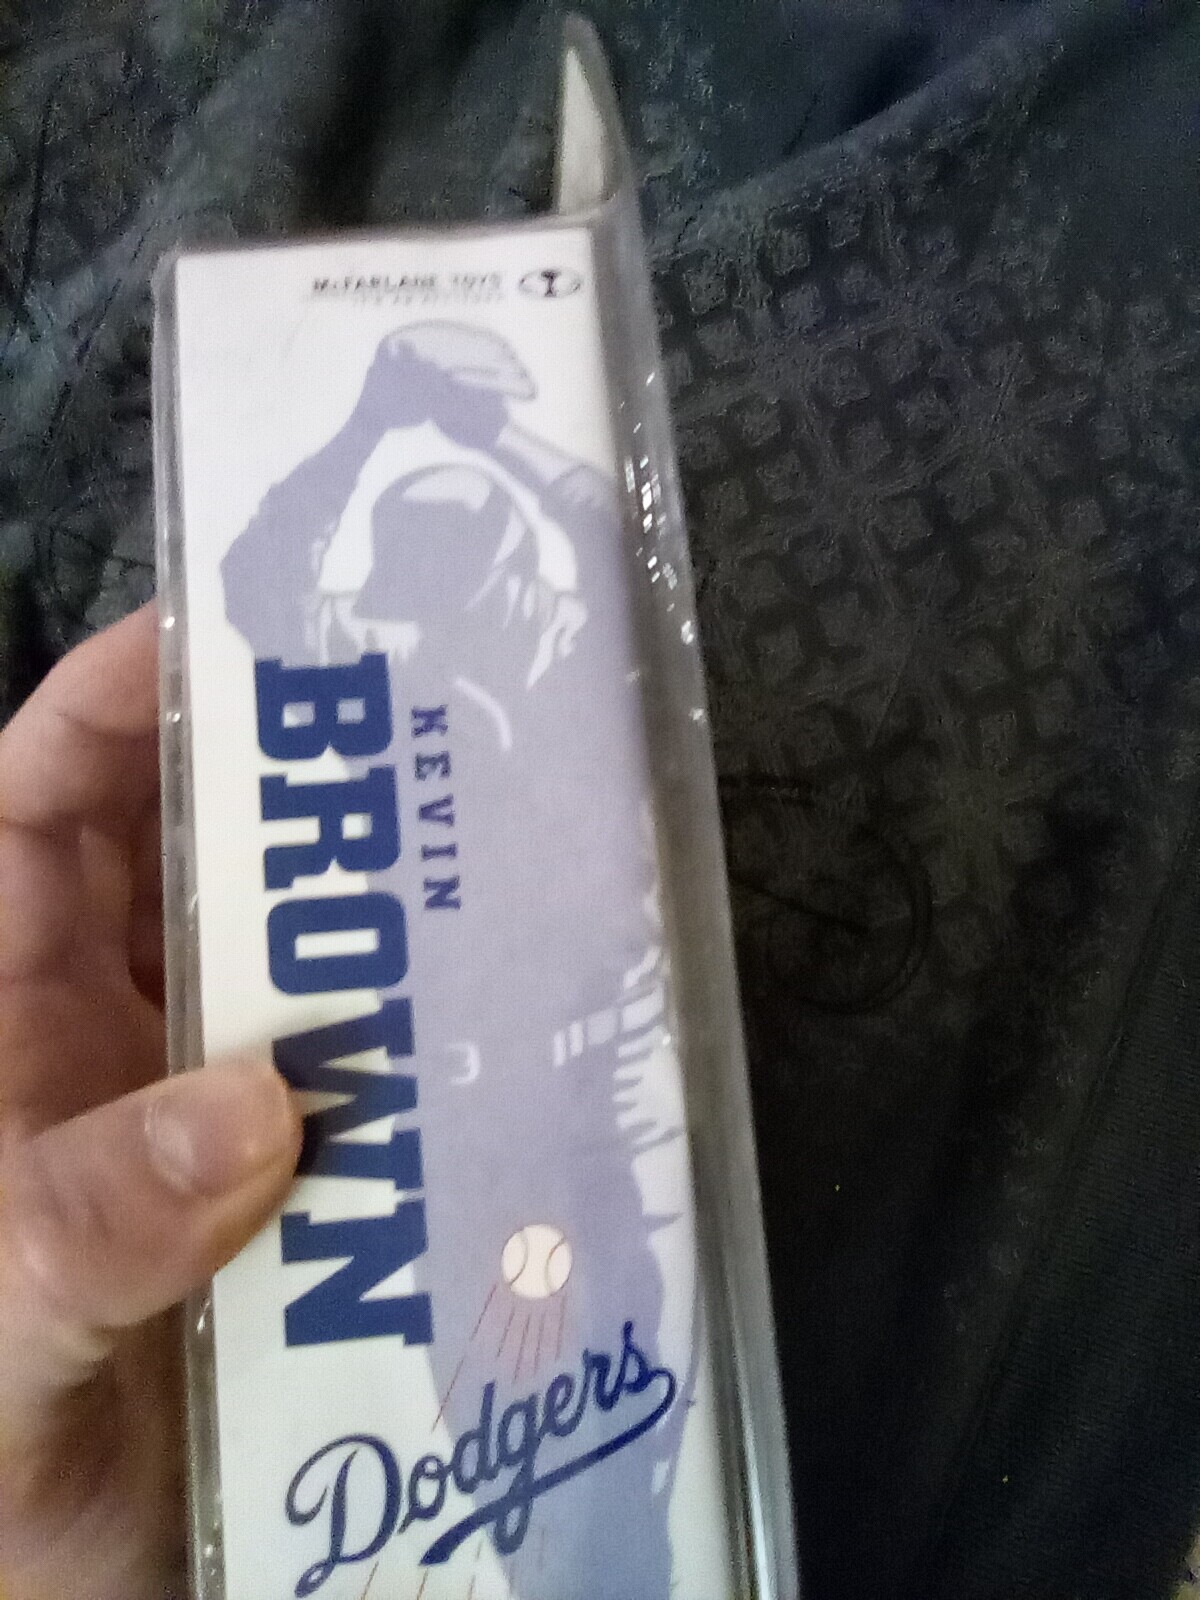 McFARLANE TOYS
KEVIN
BROWN
Dodgers